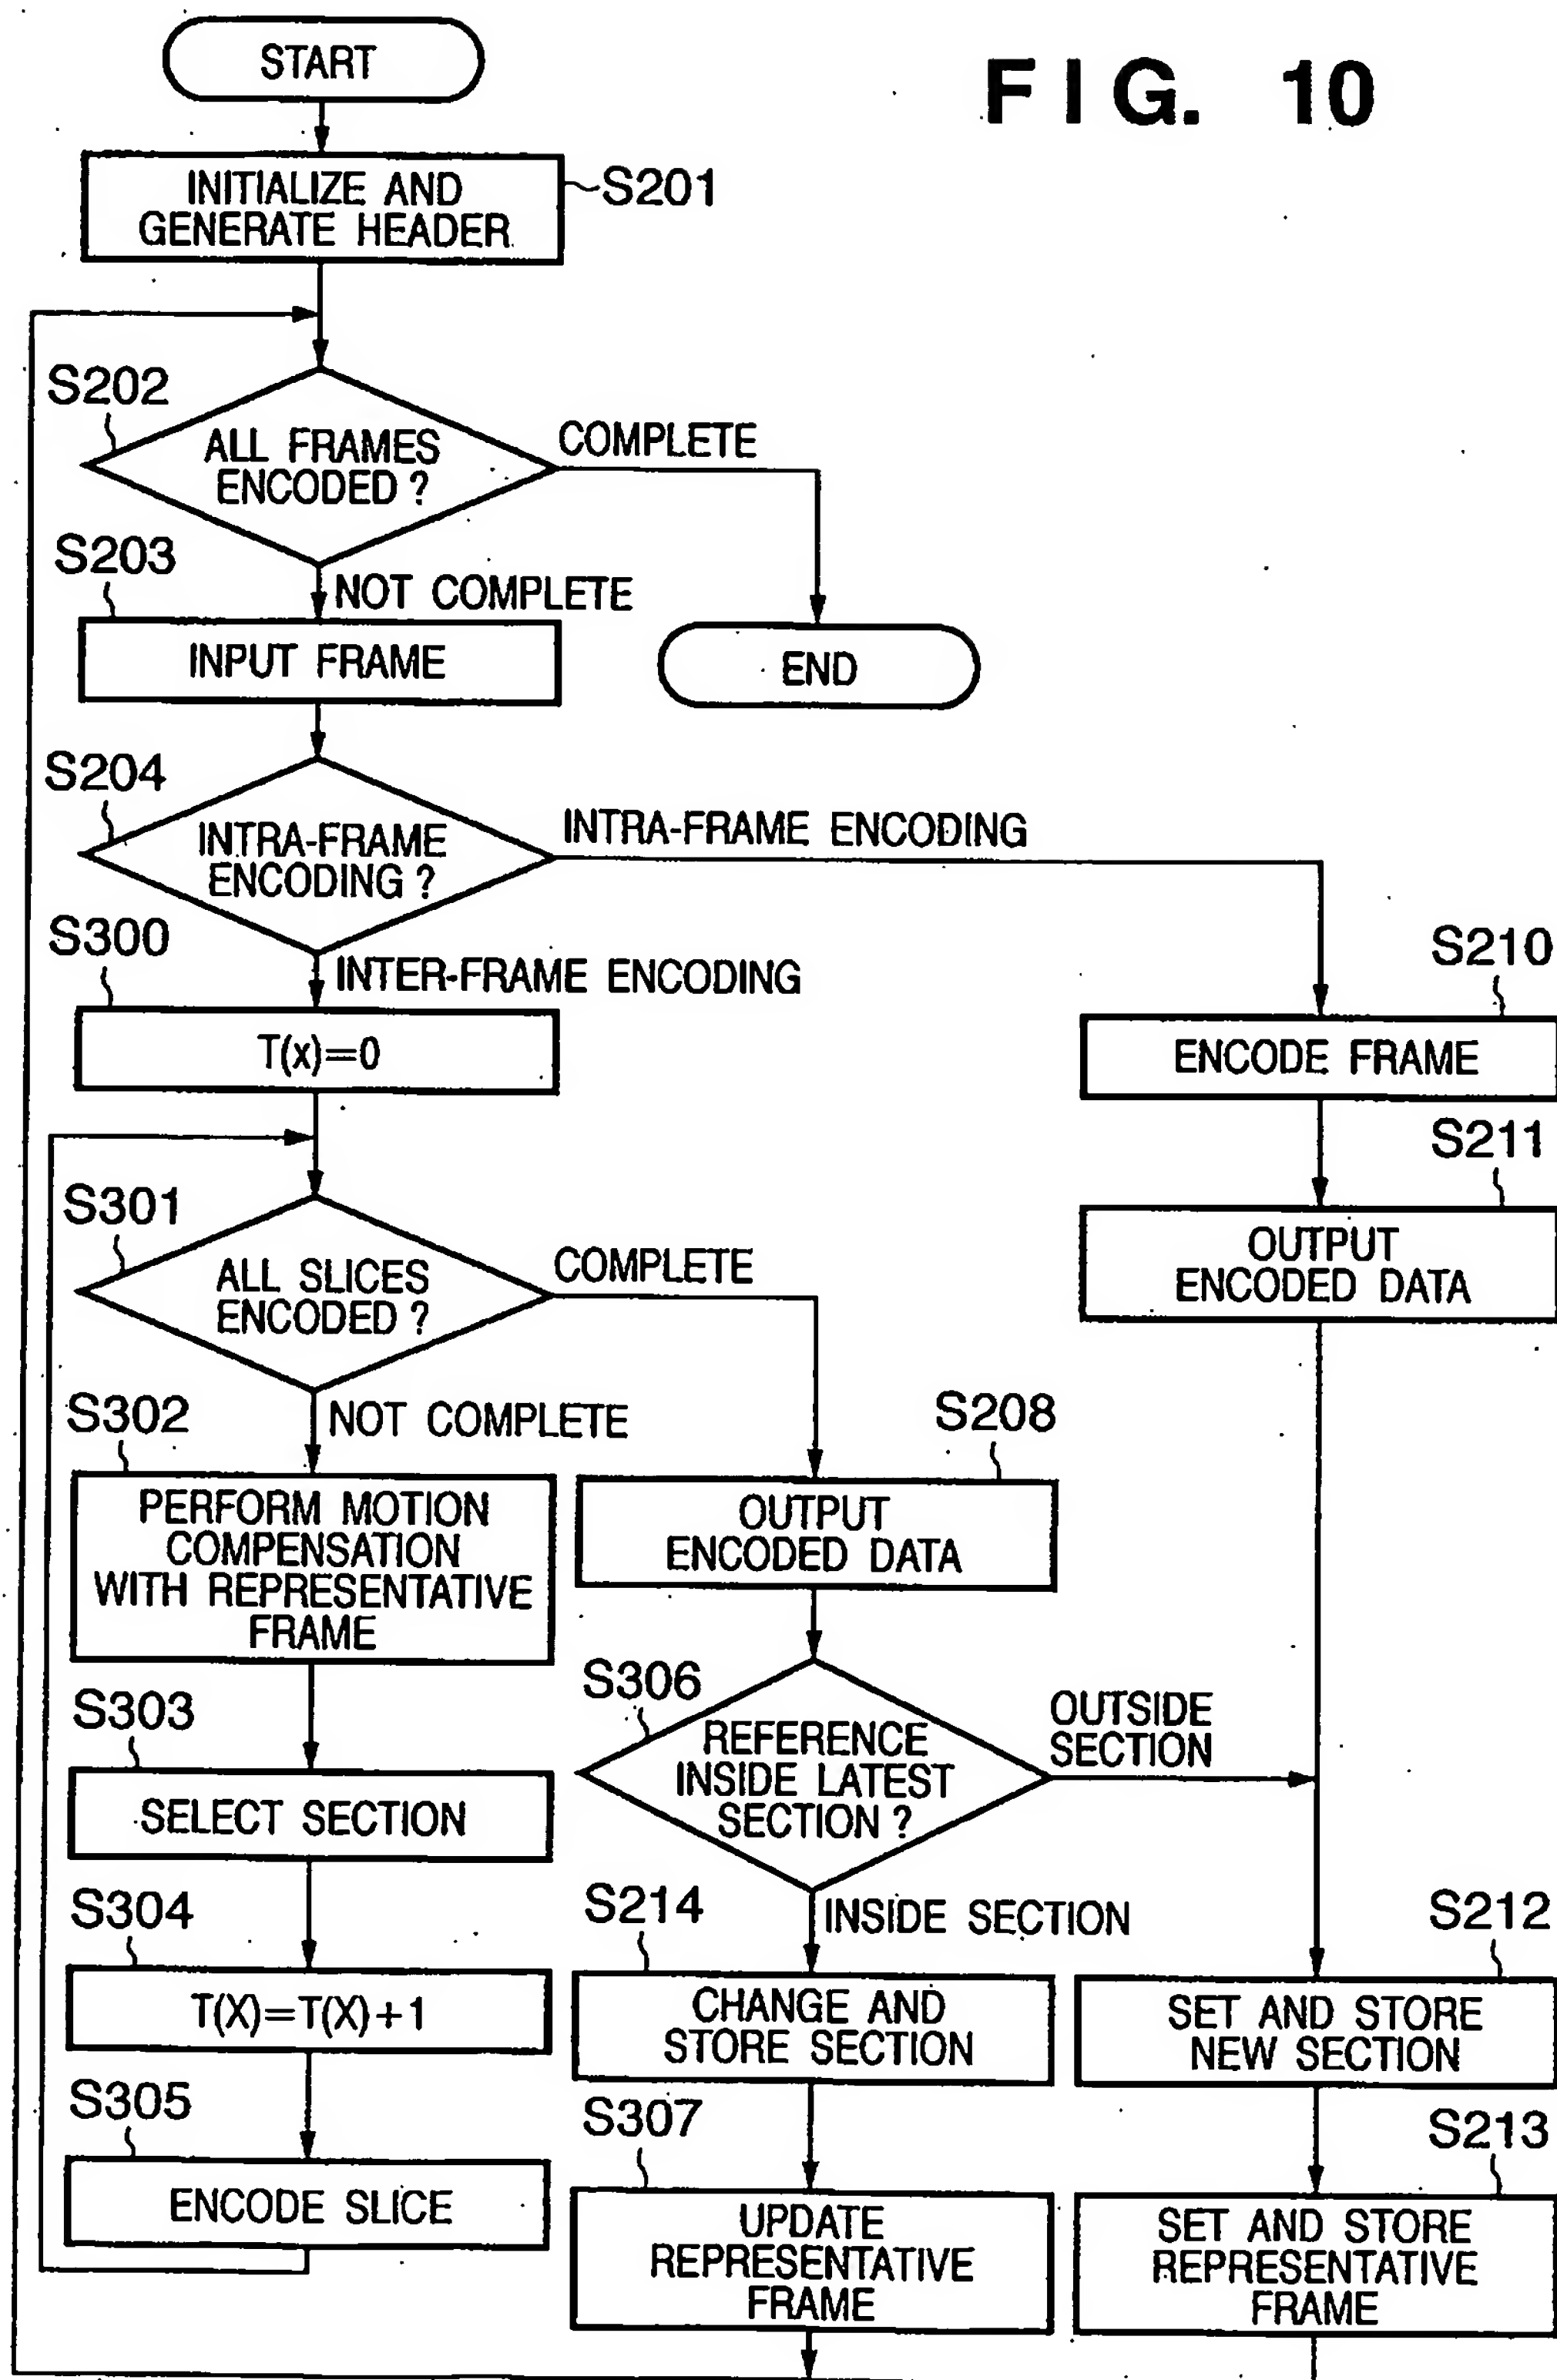 FIG. 10
START
INITIALIZE AND
GENERATE HEADER
S201
S202
ALL FRAMES
ENCODED ?
COMPLETE
S203
NOT COMPLETE
INPUT FRAME
END
S204
INTRA-FRAME
ENCODING ?
INTRA-FRAME ENCODING
S300
INTER-FRAME ENCODING
T(x)=0
S210
ENCODE FRAME
S211
OUTPUT
ENCODED DATA
S301
ALL SLICES
ENCODED ?
COMPLETE
S302
NOT COMPLETE
PERFORM MOTION
COMPENSATION
WITH REPRESENTATIVE
FRAME
S208
OUTPUT
ENCODED DATA
S303
SELECT SECTION
S306
REFERENCE
INSIDE LATEST
SECTION ?
OUTSIDE
SECTION
S304
T(X)=T(X)+1
S214
INSIDE SECTION
CHANGE AND
STORE SECTION
S212
SET AND STORE
NEW SECTION
S305
ENCODE SLICE
S307
UPDATE
REPRESENTATIVE
FRAME
S213
SET AND STORE
REPRESENTATIVE
FRAME